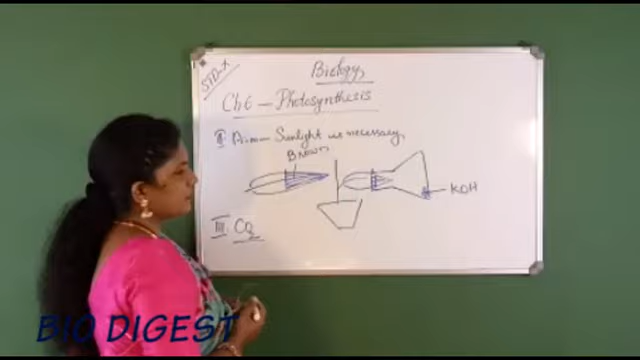 STD-X
Biology
Ch6 - Photosynthesis
II Aim - Sunlight is necessary,
Brown
KOH
III. CO2
BIO DIGEST